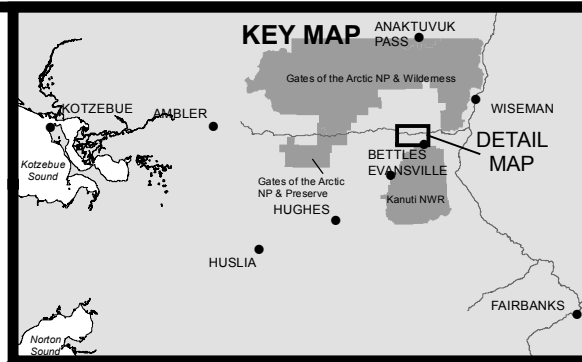 KEY MAP
ANAKTUVUK
PASS
Gates of the Arctic NP & Wilderness
KOTZEBUE
AMBLER
WISEMAN
DETAIL
MAP
Kotzebue
Sound
BETTLES
EVANSVILLE
Gates of the Arctic
NP & Preserve
Kanuti NWR
HUGHES
HUSLIA
FAIRBANKS
Norton
Sound